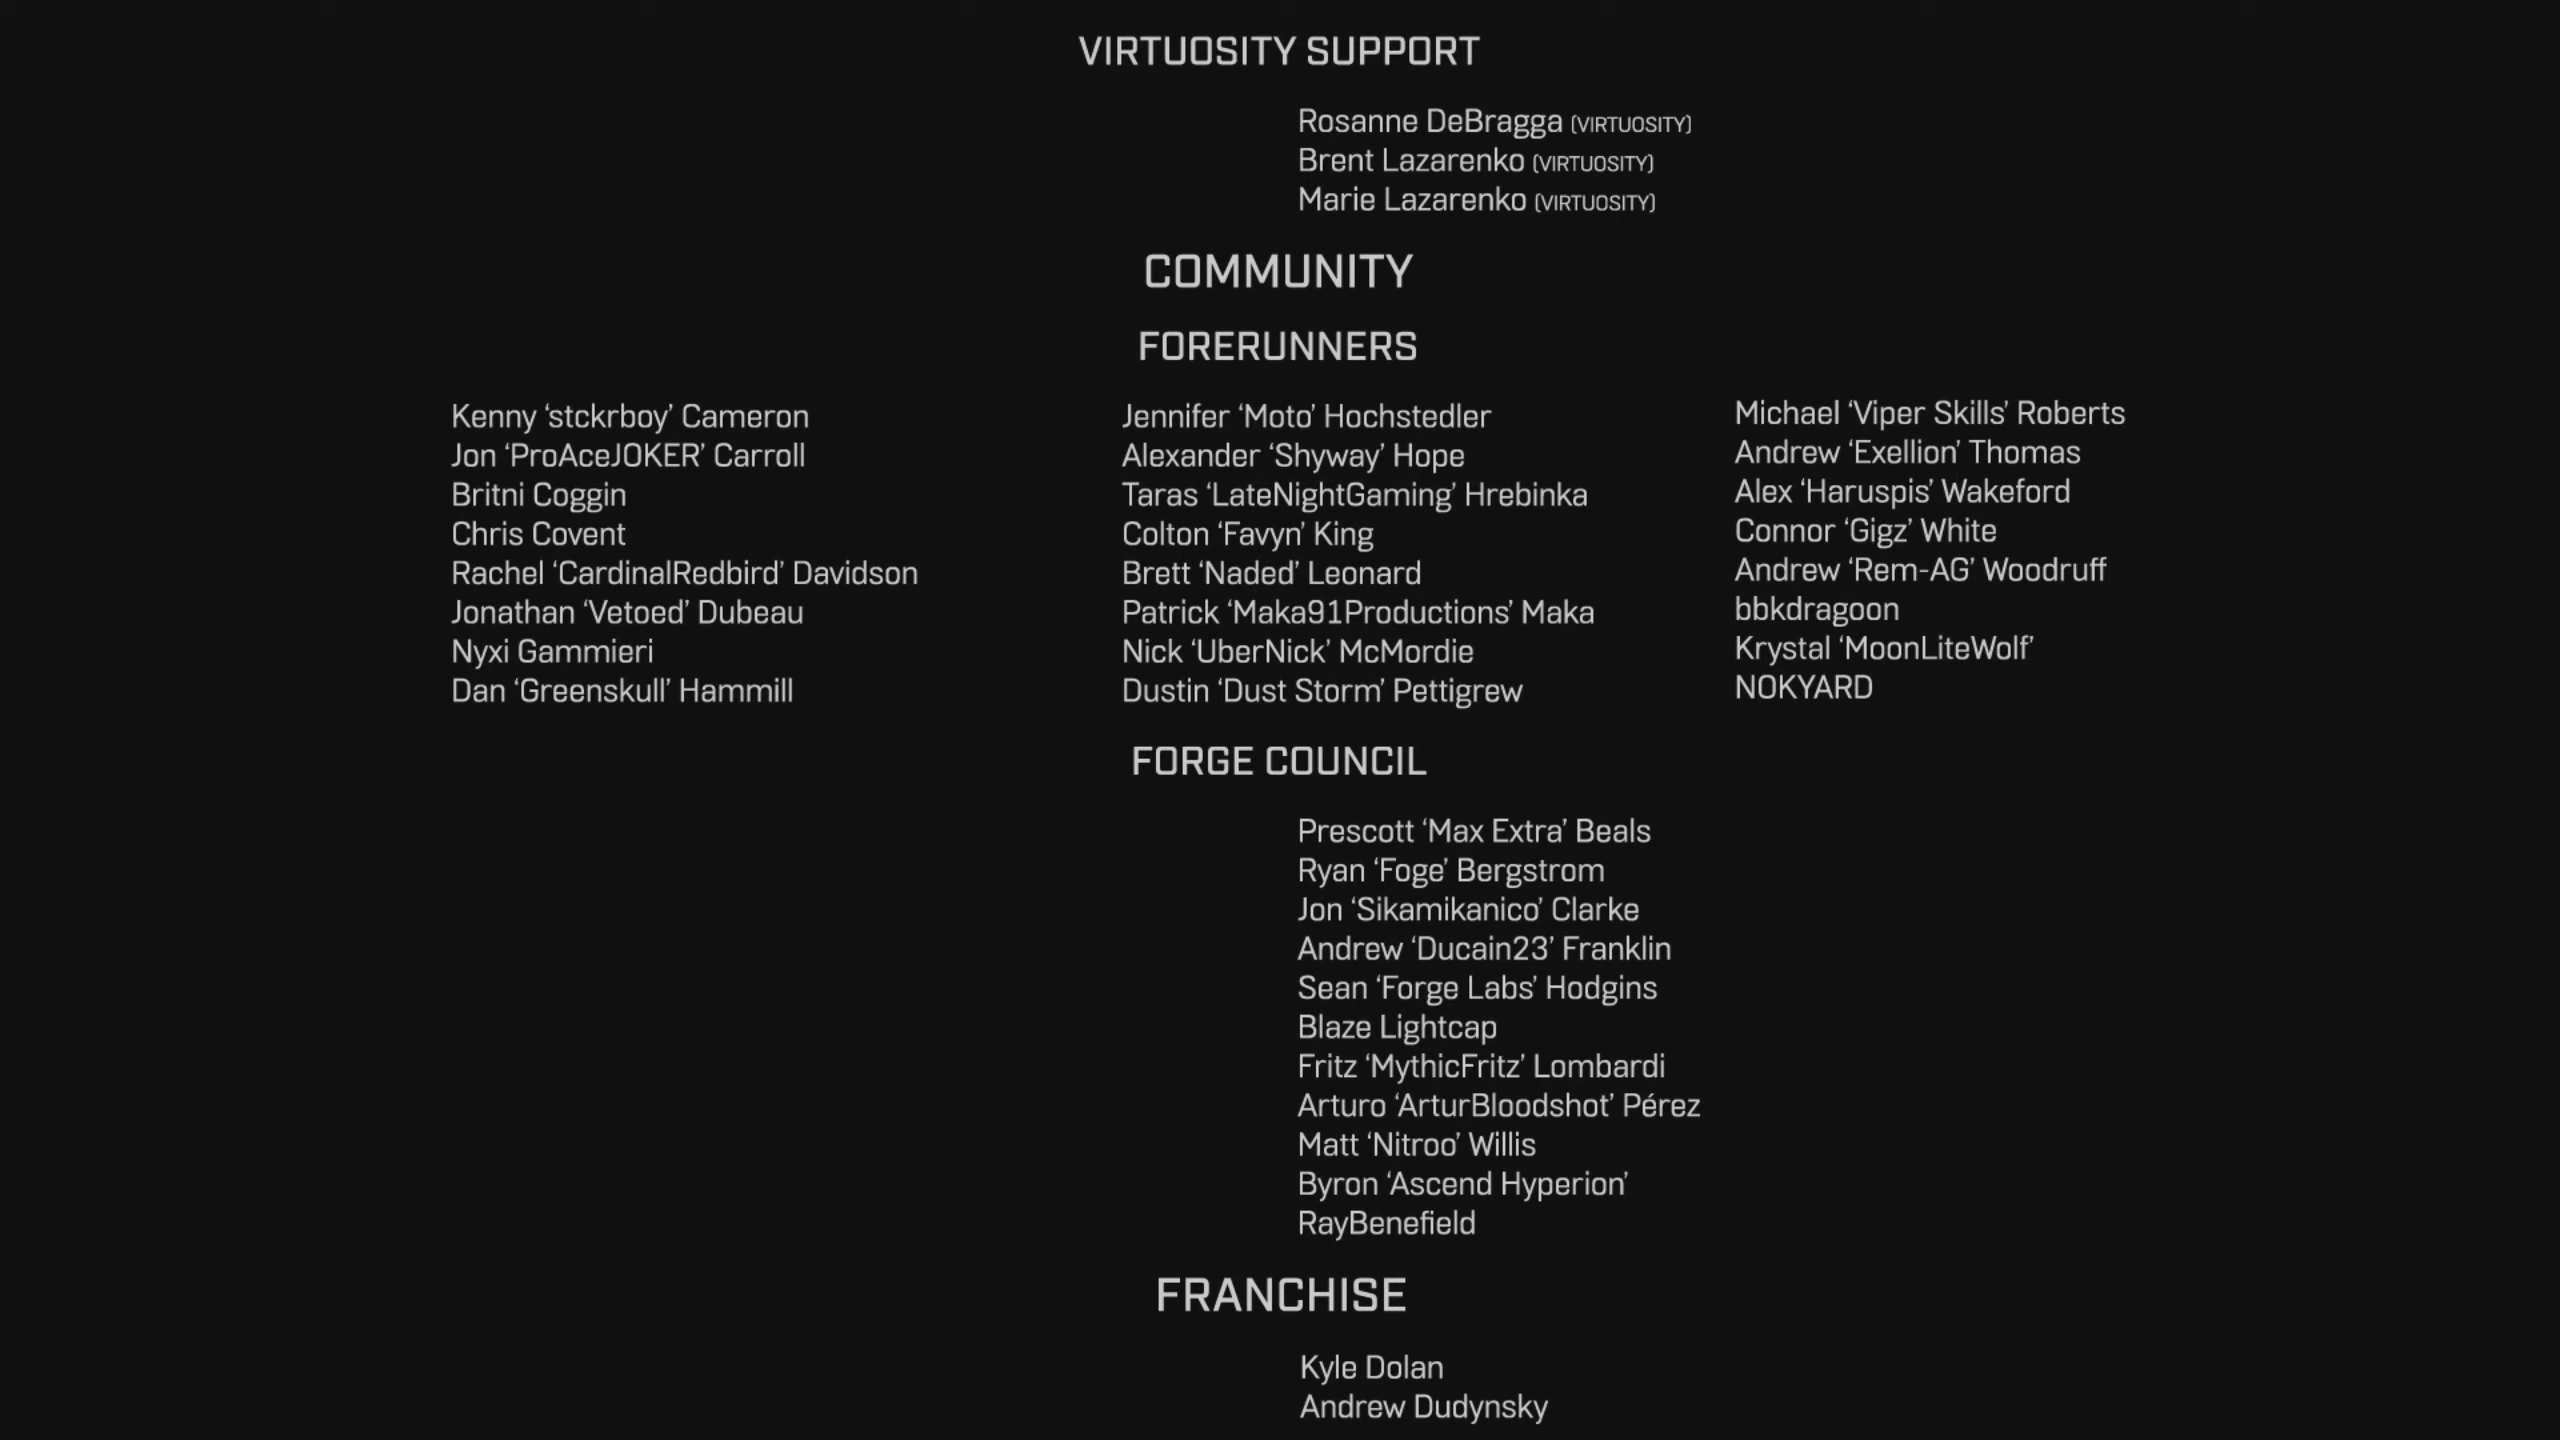 VIRTUOSITY SUPPORT
Rosanne DeBragga (VIRTUOSITY)
Brent Lazarenko (VIRTUOSITY)
Marie Lazarenko (VIRTUOSITY)
COMMUNITY
FORERUNNERS
Kenny ‘stckrboy’ Cameron
Jon ‘ProAceJOKER’ Carroll
Britni Coggin
Chris Covent
Rachel ‘CardinalRedbird’ Davidson
Jonathan ‘Vetoed’ Dubeau
Nyxi Gammieri
Dan ‘Greenskull’ Hammill
Jennifer ‘Moto’ Hochstedler
Alexander ‘Shyway’ Hope
Taras ‘LateNightGaming’ Hrebinka
Colton ‘Favyn’ King
Brett ‘Naded’ Leonard
Patrick ‘Maka91Productions’ Maka
Nick ‘UberNick’ McMordie
Dustin ‘Dust Storm’ Pettigrew
Michael ‘Viper Skills’ Roberts
Andrew ‘Exellion’ Thomas
Alex ‘Haruspis’ Wakeford
Connor ‘Gigz’ White
Andrew ‘Rem-AG’ Woodruff
bbkdragoon
Krystal ‘MoonLiteWolf’
NOKYARD
FORGE COUNCIL
Prescott ‘Max Extra’ Beals
Ryan ‘Foge’ Bergstrom
Jon ‘Sikamikanico’ Clarke
Andrew ‘Ducain23’ Franklin
Sean ‘Forge Labs’ Hodgins
Blaze Lightcap
Fritz ‘MythicFritz’ Lombardi
Arturo ‘ArturBloodshot’ Pérez
Matt ‘Nitroo’ Willis
Byron ‘Ascend Hyperion’
RayBenefield
FRANCHISE
Kyle Dolan
Andrew Dudynsky